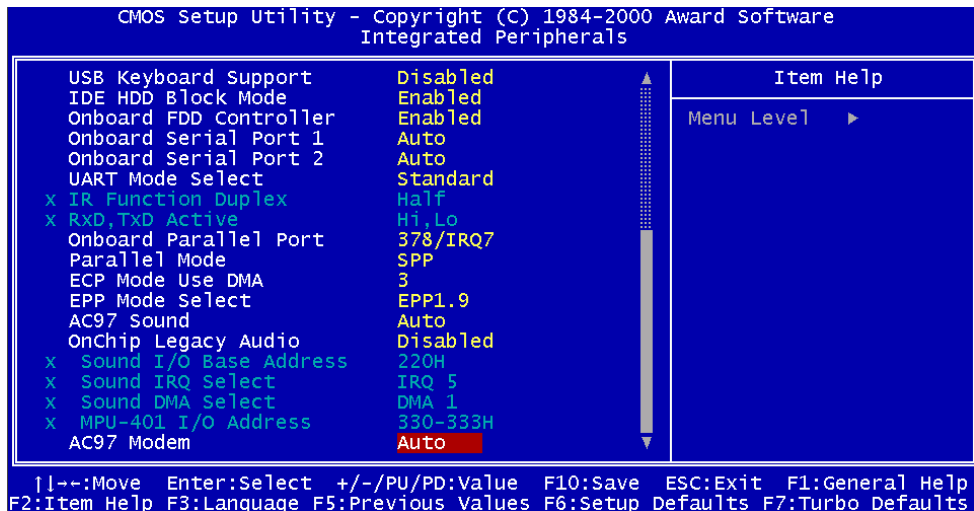 CMOS Setup Utility - Copyright (C) 1984-2000 Award Software
Integrated Peripherals
USB Keyboard Support Disabled
IDE HDD Block Mode Enabled
Onboard FDD Controller Enabled
Onboard Serial Port 1 Auto
Onboard Serial Port 2 Auto
UART Mode Select Standard
x IR Function Duplex Half
x RxD,TxD Active Hi,Lo
Onboard Parallel Port 378/IRQ7
Parallel Mode SPP
ECP Mode Use DMA 3
EPP Mode Select EPP1.9
AC97 Sound Auto
OnChip Legacy Audio Disabled
x Sound I/O Base Address 220H
x Sound IRQ Select IRQ 5
x Sound DMA Select DMA 1
x MPU-401 I/O Address 330-333H
AC97 Modem Auto
Item Help
Menu Level ▶
↑↓→←:Move Enter:Select +/-/PU/PD:Value F10:Save ESC:Exit F1:General Help
F2:Item Help F3:Language F5:Previous Values F6:Setup Defaults F7:Turbo Defaults